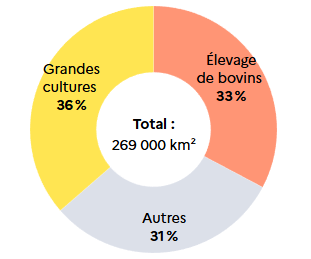 Grandes
cultures
36 %
Élevage
de bovins
33 %
Total :
269 000 km²
Autres
31 %